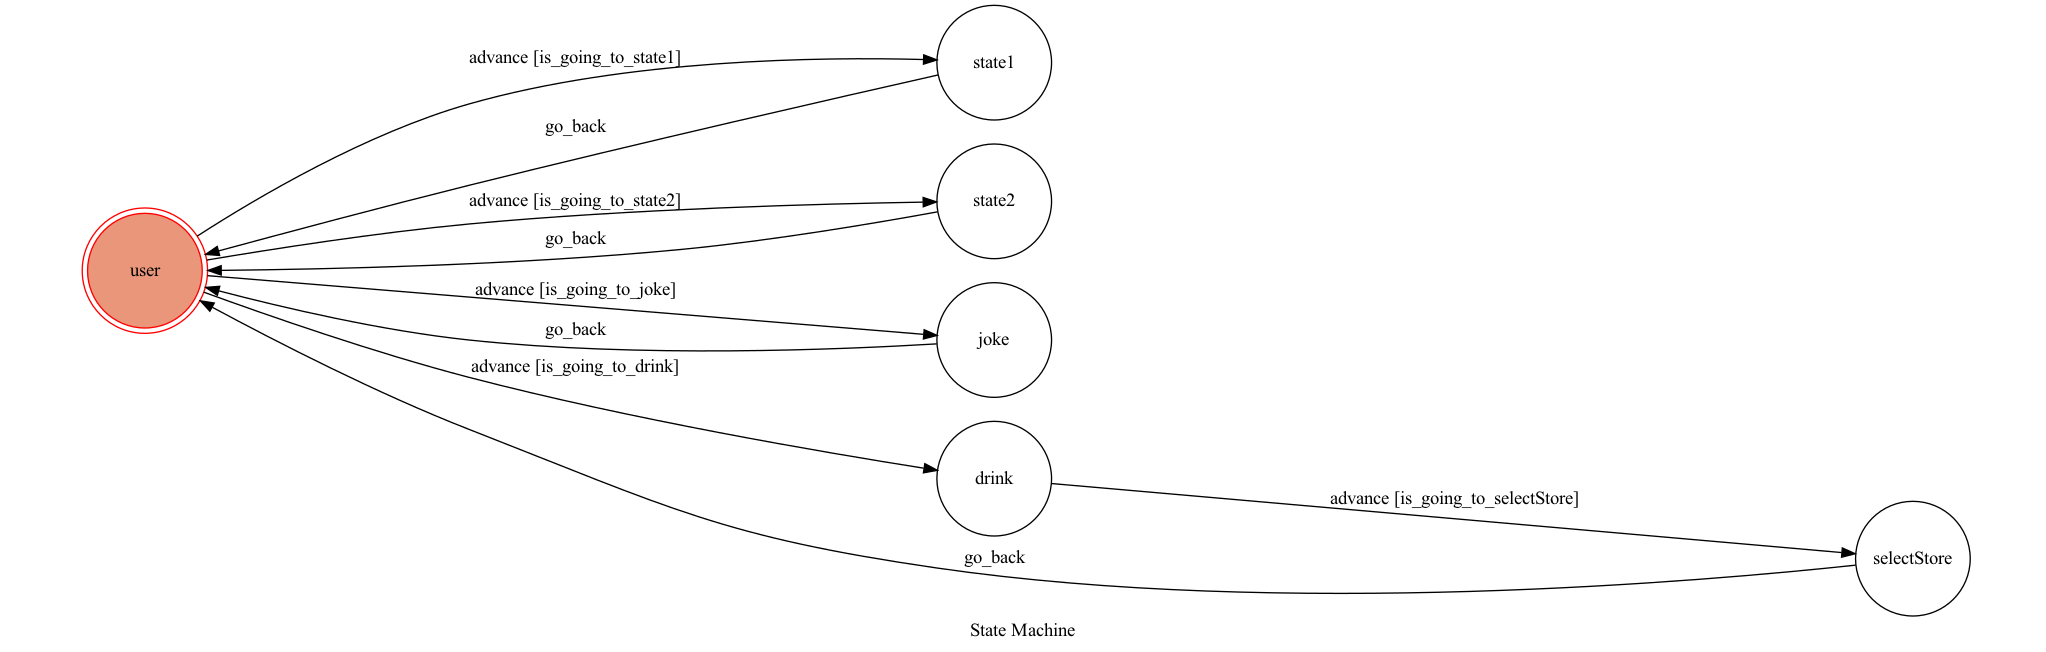 advance [is_going_to_state1]
state1
go_back
advance [is_going_to_state2]
state2
go_back
user
advance [is_going_to_joke]
go_back
joke
advance [is_going_to_drink]
drink
advance [is_going_to_selectStore]
go_back
selectStore
State Machine